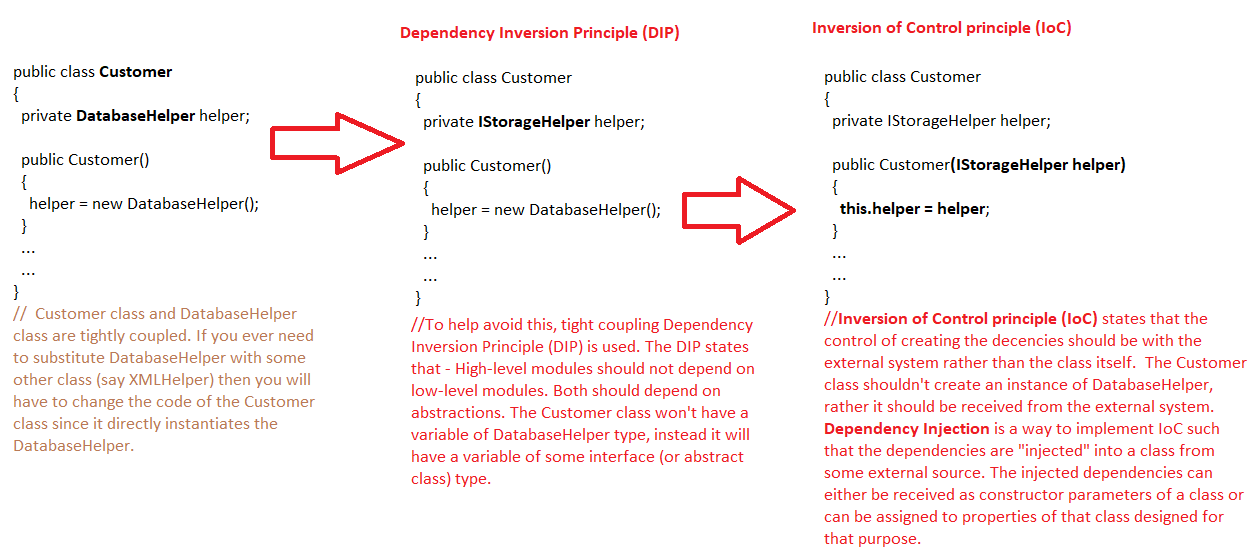 public class Customer
{
private DatabaseHelper helper;
public Customer()
{
helper = new DatabaseHelper();
}
...
...
}
// Customer class and DatabaseHelper
class are tightly coupled. If you ever need
to substitute DatabaseHelper with some
other class (say XMLHelper) then you will
have to change the code of the Customer
class since it directly instantiates the
DatabaseHelper.
Dependency Inversion Principle (DIP)
public class Customer
{
private IStorageHelper helper;
public Customer()
{
helper = new DatabaseHelper();
}
...
...
}
//To help avoid this, tight coupling Dependency
Inversion Principle (DIP) is used. The DIP states
that - High-level modules should not depend on
low-level modules. Both should depend on
abstractions. The Customer class won't have a
variable of DatabaseHelper type, instead it will
have a variable of some interface (or abstract
class) type.
Inversion of Control principle (IoC)
public class Customer
{
private IStorageHelper helper;
public Customer(IStorageHelper helper)
{
this.helper = helper;
}
...
...
}
//Inversion of Control principle (IoC) states that the
control of creating the decencies should be with the
external system rather than the class itself. The Customer
class shouldn't create an instance of DatabaseHelper,
rather it should be received from the external system.
Dependency Injection is a way to implement IoC such
that the dependencies are "injected" into a class from
some external source. The injected dependencies can
either be received as constructor parameters of a class or
can be assigned to properties of that class designed for
that purpose.